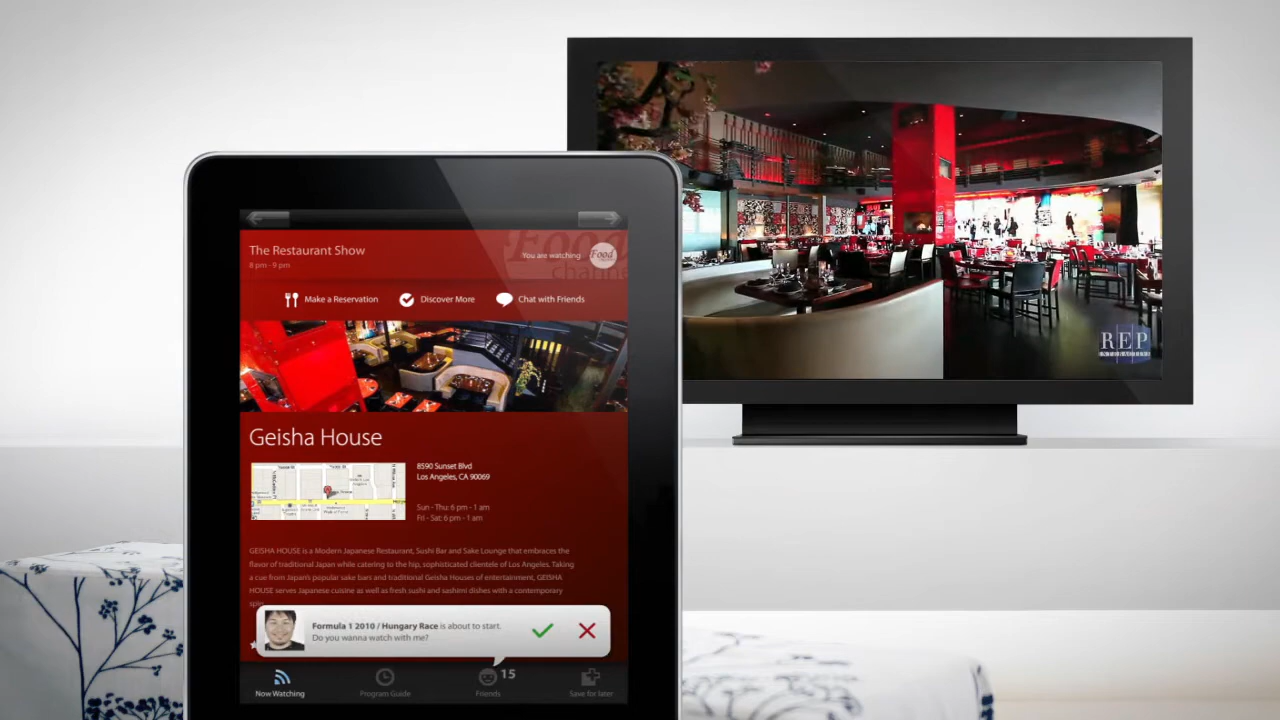 The Restaurant Show
8 pm - 9 pm
You are watching
Food
Food
channel
Make a Reservation
Discover More
Chat with Friends
Geisha House
8590 Sunset Blvd
Los Angeles, CA 90069
Sun - Thu: 6 pm - 1 am
Fri - Sat: 6 pm - 1 am
GEISHA HOUSE is a Modern Japanese Restaurant, Sushi Bar and Sake Lounge that embraces the
flavor of traditional Japan while catering to the hip, sophisticated clientele of Los Angeles. Taking
a cue from Japan's popular sake bars and traditional Geisha Houses of entertainment, GEISHA
HOUSE serves Japanese cuisine as well as fresh sushi and sashimi dishes with a contemporary
spin
Formula 1 2010 / Hungary Race is about to start.
Do you wanna watch with me?
Now Watching
Program Guide
15
Friends
Save for later
REP